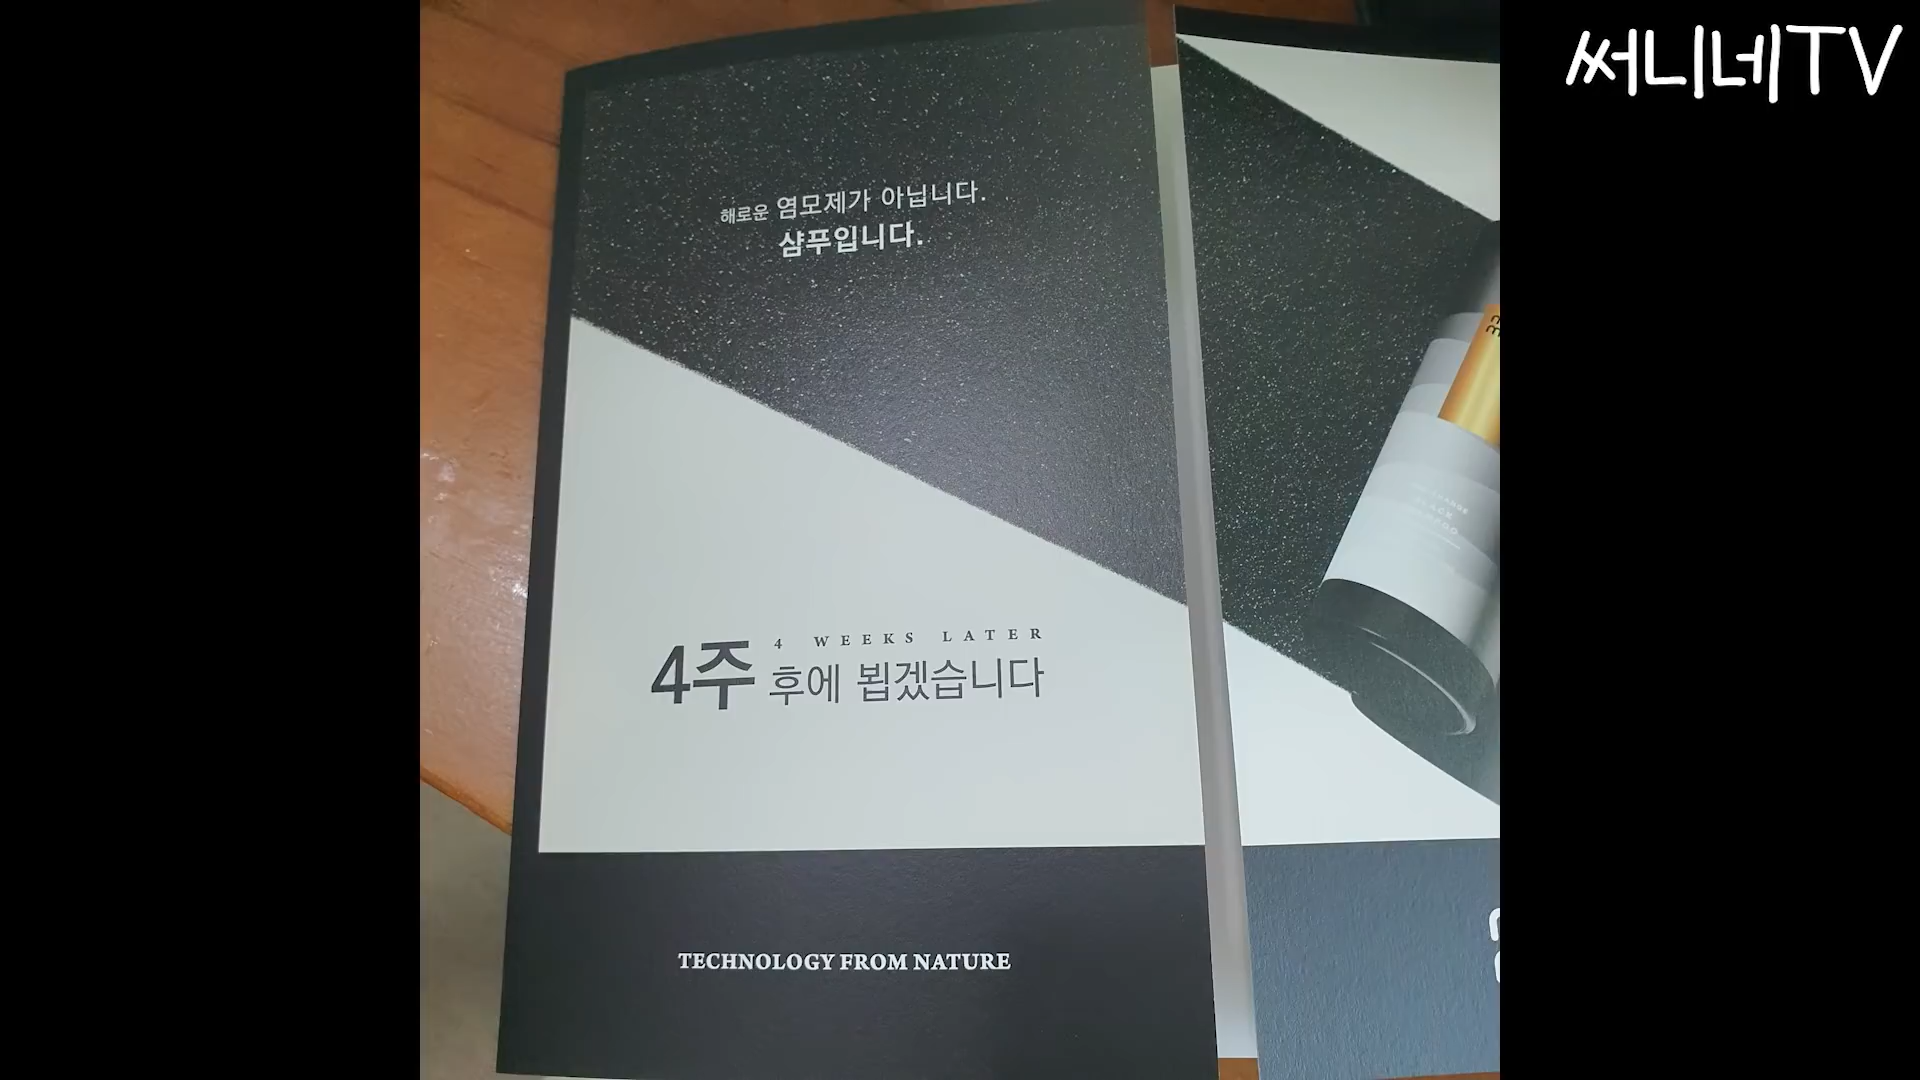 써니네TV
해로운 염모제가 아닙니다.
샴푸입니다.
4 WEEKS LATER
4주 후에 뵙겠습니다
TECHNOLOGY FROM NATURE
BLACK